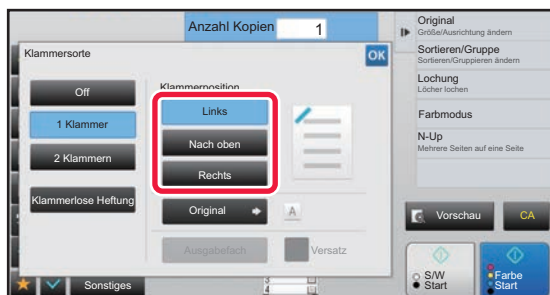 Anzahl Kopien 1
Klammersorte
OK
Off
1 Klammer
2 Klammern
Klammerlose Heftung
Klammerposition
Links
Nach oben
Rechts
Original
A
Ausgabefach
Versatz
Sonstiges
Original
Größe/Ausrichtung ändern
Sortieren/Gruppe
Sortieren/Gruppieren ändern
Lochung
Löcher lochen
Farbmodus
N-Up
Mehrere Seiten auf eine Seite
Vorschau
CA
S/W
Start
Farbe
Start